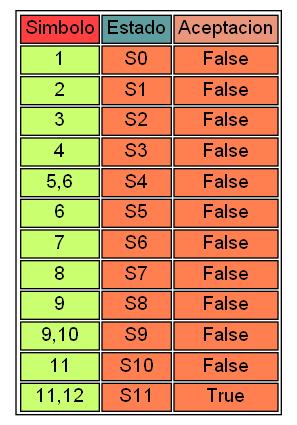 Simbolo Estado Aceptacion
1 S0 False
2 S1 False
3 S2 False
4 S3 False
5,6 S4 False
6 S5 False
7 S6 False
8 S7 False
9 S8 False
9,10 S9 False
11 S10 False
11,12 S11 True